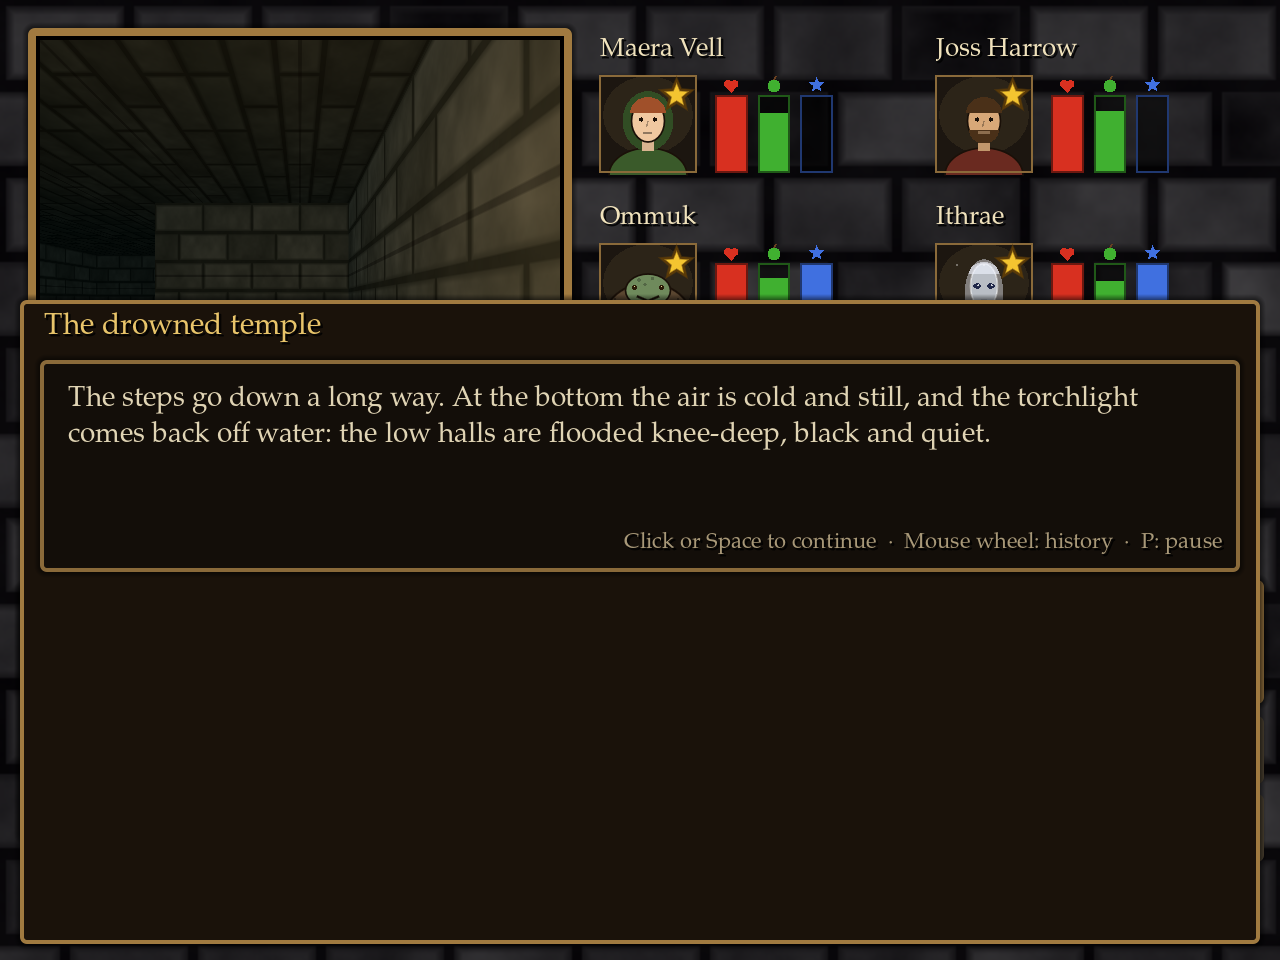 Maera Vell
Joss Harrow
Ommuk
Ithrae
The drowned temple
The steps go down a long way. At the bottom the air is cold and still, and the torchlight
comes back off water: the low halls are flooded knee-deep, black and quiet.
Click or Space to continue · Mouse wheel: history · P: pause